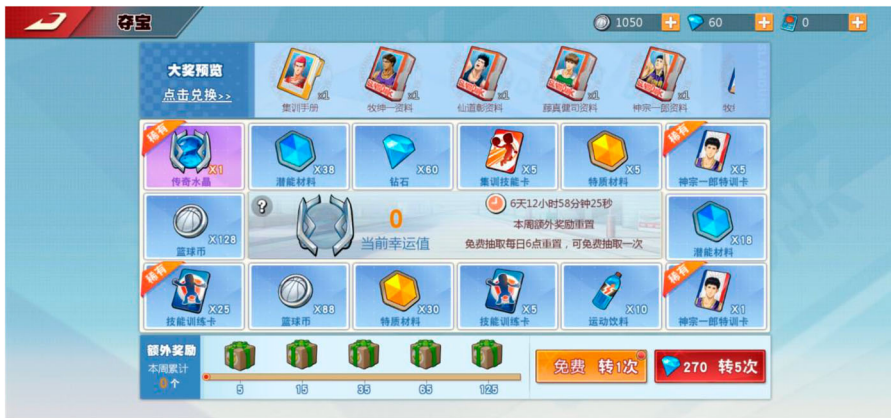 夺宝
1050
60
0
大奖预览
点击兑换>>
x1
集训手册
x1
牧绅一资料
x1
仙道彰资料
x1
藤真健司资料
x1
神宗一郎资料
稀有
X1
传奇水晶
X38
潜能材料
X60
钻石
X5
集训技能卡
X5
特质材料
稀有
X5
神宗一郎特训卡
X128
篮球币
?
0
当前幸运值
6天12小时58分钟25秒
本周额外奖励重置
免费抽取每日6点重置，可免费抽取一次
X18
潜能材料
稀有
X25
技能训练卡
X88
篮球币
X30
特质材料
X5
技能训练卡
X10
运动饮料
稀有
X1
神宗一郎特训卡
额外奖励
本周累计
0个
5
15
35
65
125
免费 转1次
270 转5次